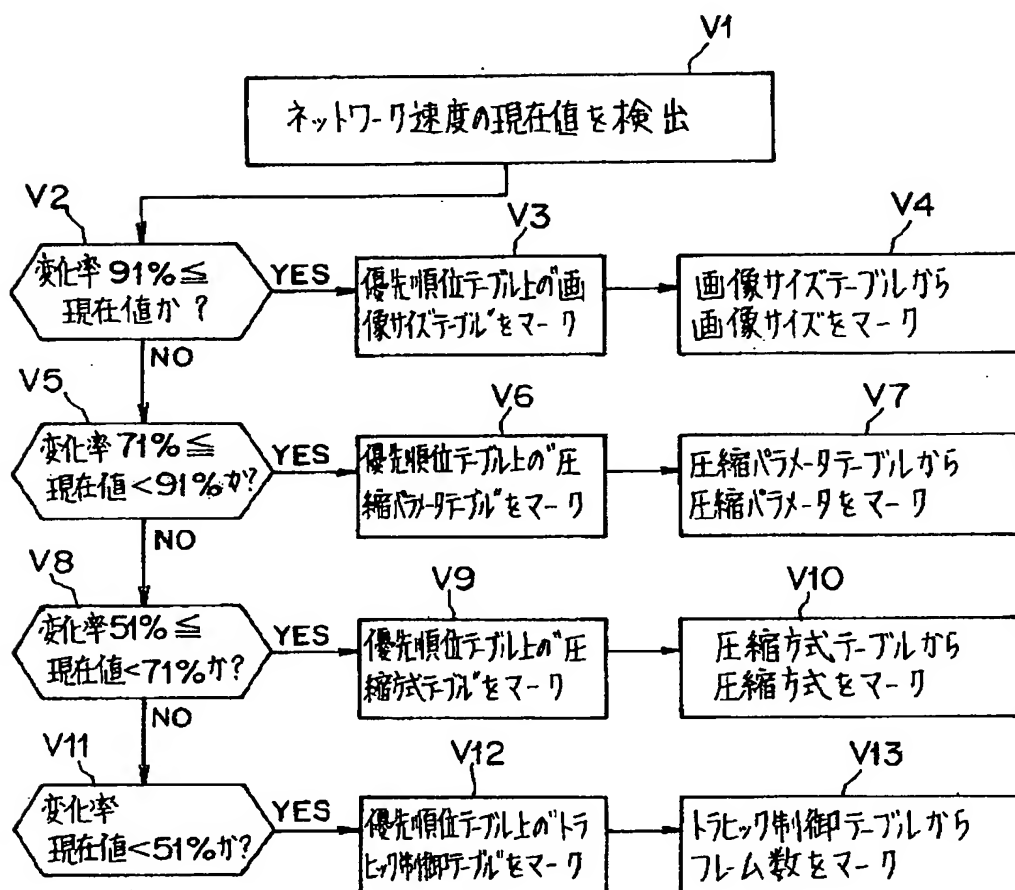 V1
ネットワーク速度の現在値を検出
V2
変化率 91%≦
現在値か?
YES
V3
優先順位テーブル上の"画
像サイズテーブル"をマーク
V4
画像サイズテーブルから
画像サイズをマーク
NO
V5
変化率 71%≦
現在値<91%か?
YES
V6
優先順位テーブル上の"圧
縮パラメータテーブル"をマーク
V7
圧縮パラメータテーブルから
圧縮パラメータをマーク
NO
V8
変化率 51%≦
現在値<71%か?
YES
V9
優先順位テーブル上の"圧
縮方式テーブル"をマーク
V10
圧縮方式テーブルから
圧縮方式をマーク
NO
V11
変化率
現在値<51%か?
YES
V12
優先順位テーブル上の"トラ
ヒック制御テーブル"をマーク
V13
トラヒック制御テーブルから
フレーム数をマーク